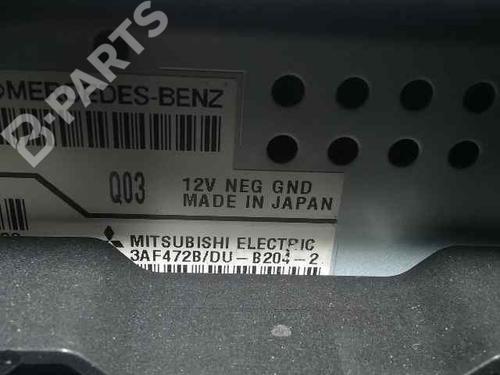 B-PARTS
MERCEDES-BENZ
Q03
12V NEG GND
MADE IN JAPAN
MITSUBISHI ELECTRIC
3AF472B/DU-B204-2